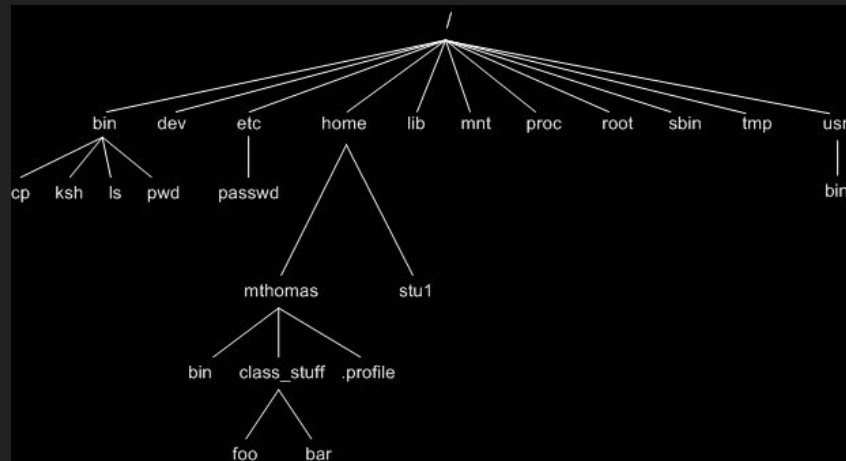 /
bin dev etc home lib mnt proc root sbin tmp usr
cp ksh ls pwd passwd bin
mthomas stu1
bin class_stuff .profile
foo bar